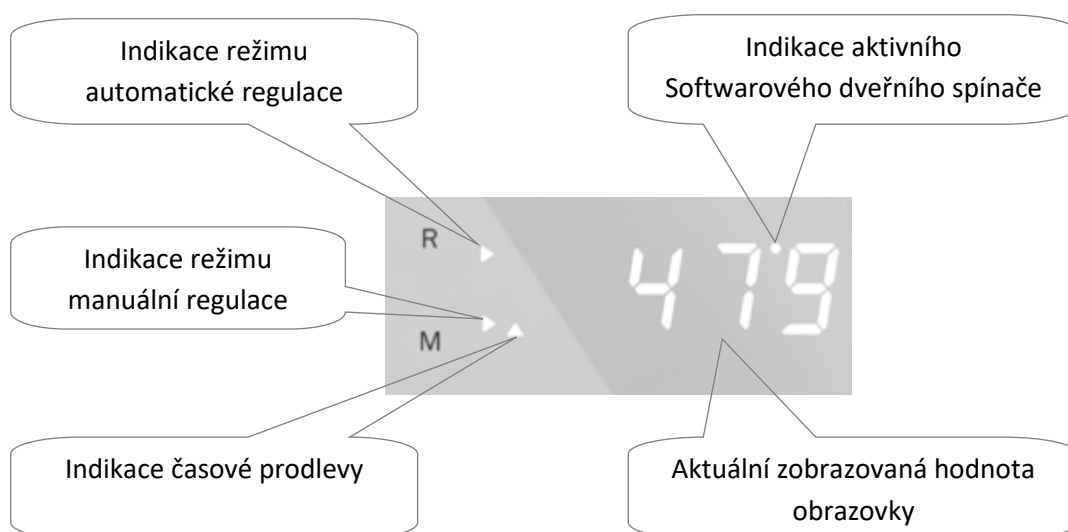 Indikace režimu
automatické regulace
Indikace aktivního
Softwarového dveřního spínače
R
479
Indikace režimu
manuální regulace
M
Indikace časové prodlevy
Aktuální zobrazovaná hodnota
obrazovky